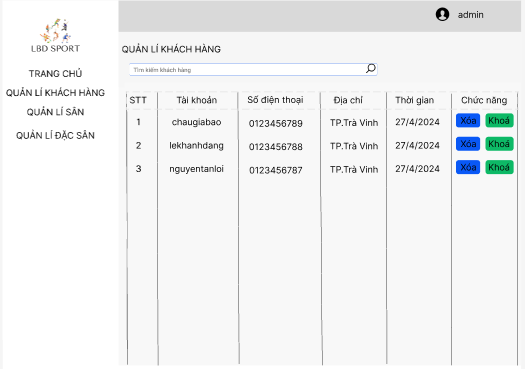 LBD SPORT
TRANG CHỦ
QUẢN LÍ KHÁCH HÀNG
QUẢN LÍ SÂN
QUẢN LÍ ĐẶC SÂN
admin
QUẢN LÍ KHÁCH HÀNG
Tìm kiếm khách hàng
STT Tài khoản Số điện thoại Địa chỉ Thời gian Chức năng
1 chaugiabao 0123456789 TP.Trà Vinh 27/4/2024 Xóa Khoá
2 lekhanhdang 0123456788 TP.Trà Vinh 27/4/2024 Xóa Khoá
3 nguyentanloi 0123456787 TP.Trà Vinh 27/4/2024 Xóa Khoá